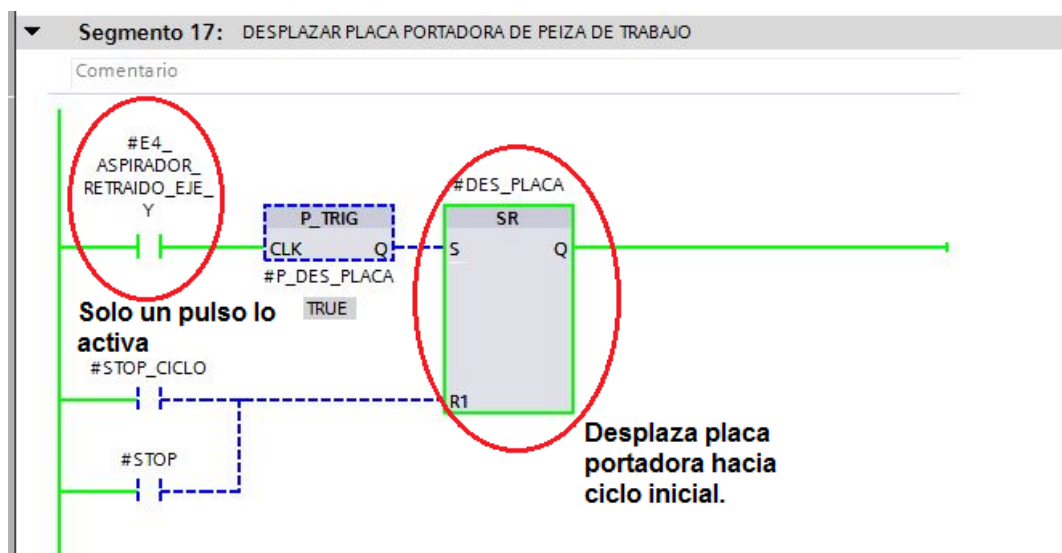 Segmento 17: DESPLAZAR PLACA PORTADORA DE PEIZA DE TRABAJO
Comentario
#E4_
ASPIRADOR_
RETRAIDO_EJE_
Y
P_TRIG
CLK Q
#P_DES_PLACA
TRUE
#DES_PLACA
SR
S Q
R1
Solo un pulso lo
activa
#STOP_CICLO
#STOP
Desplaza placa
portadora hacia
ciclo inicial.